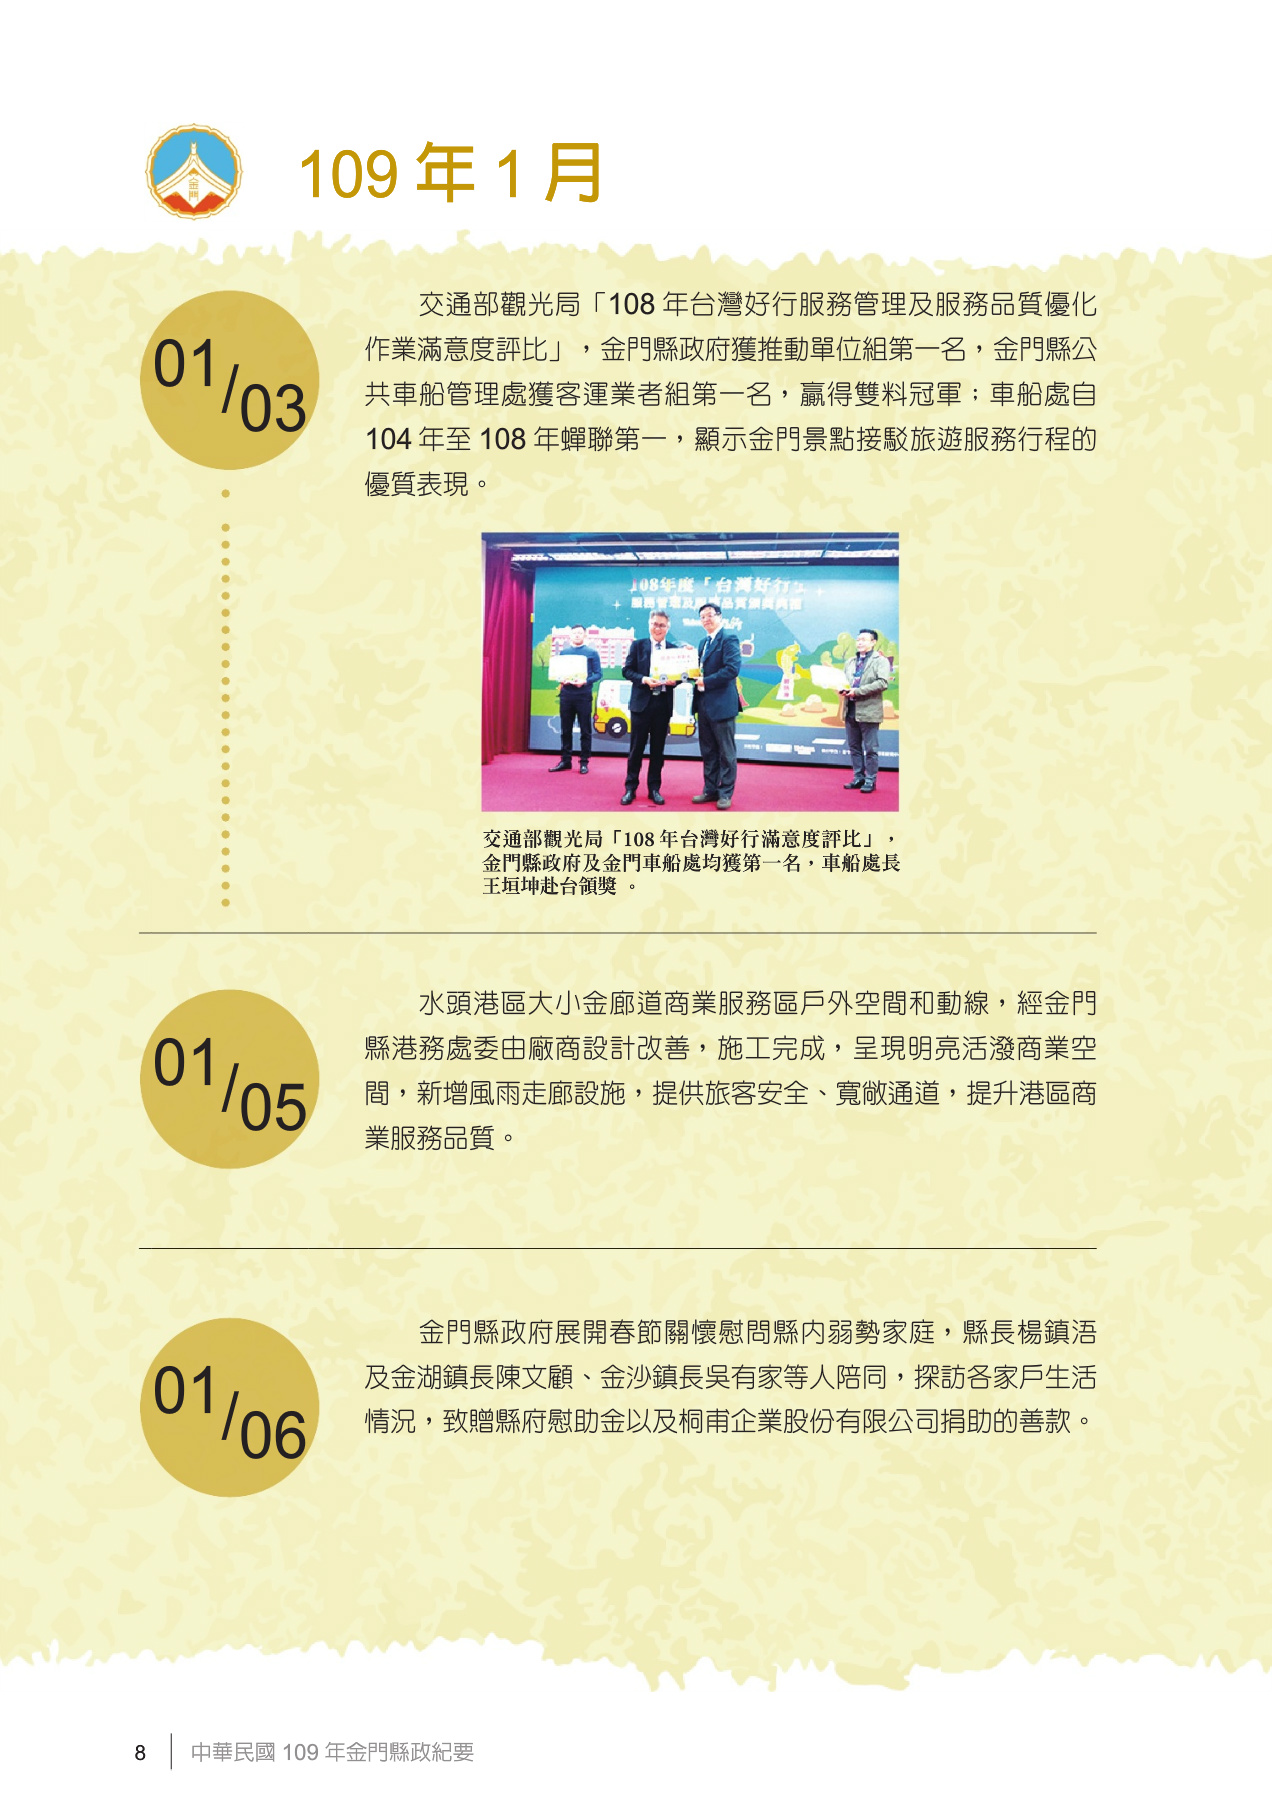 金門
109 年 1 月
01/03
交通部觀光局「108 年台灣好行服務管理及服務品質優化
作業滿意度評比」，金門縣政府獲推動單位組第一名，金門縣公
共車船管理處獲客運業者組第一名，贏得雙料冠軍；車船處自
104 年至 108 年蟬聯第一，顯示金門景點接駁旅遊服務行程的
優質表現。
108年度「台灣好行」
服務管理及服務品質頒獎典禮
交通部觀光局「108 年台灣好行滿意度評比」，
金門縣政府及金門車船處均獲第一名，車船處長
王垣坤赴台領獎 。
01/05
水頭港區大小金廊道商業服務區戶外空間和動線，經金門
縣港務處委由廠商設計改善，施工完成，呈現明亮活潑商業空
間，新增風雨走廊設施，提供旅客安全、寬敞通道，提升港區商
業服務品質。
01/06
金門縣政府展開春節關懷慰問縣內弱勢家庭，縣長楊鎮浯
及金湖鎮長陳文顧、金沙鎮長吳有家等人陪同，探訪各家戶生活
情況，致贈縣府慰助金以及桐甫企業股份有限公司捐助的善款。
8
中華民國 109 年金門縣政紀要